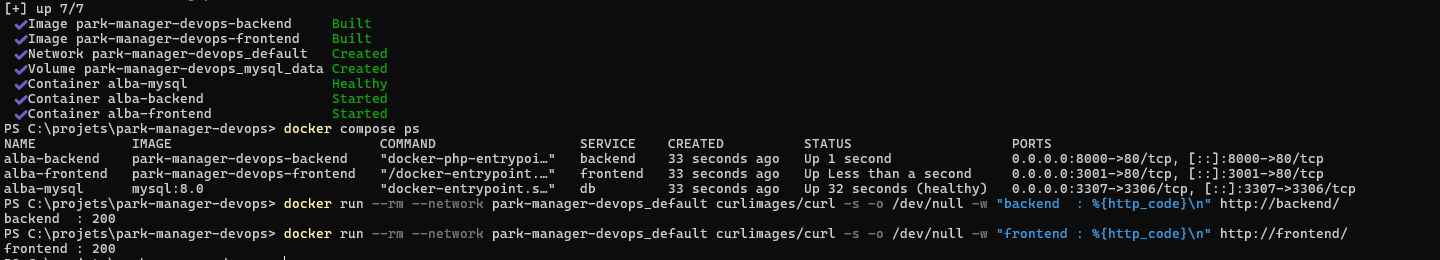 [+] up 7/7
✔Image park-manager-devops-backend Built
✔Image park-manager-devops-frontend Built
✔Network park-manager-devops_default Created
✔Volume park-manager-devops_mysql_data Created
✔Container alba-mysql Healthy
✔Container alba-backend Started
✔Container alba-frontend Started
PS C:\projets\park-manager-devops> docker compose ps
NAME IMAGE COMMAND SERVICE CREATED STATUS PORTS
alba-backend park-manager-devops-backend "docker-php-entrypoi…" backend 33 seconds ago Up 1 second 0.0.0.0:8000->80/tcp, [::]:8000->80/tcp
alba-frontend park-manager-devops-frontend "/docker-entrypoint.…" frontend 33 seconds ago Up Less than a second 0.0.0.0:3001->80/tcp, [::]:3001->80/tcp
alba-mysql mysql:8.0 "docker-entrypoint.s…" db 33 seconds ago Up 32 seconds (healthy) 0.0.0.0:3307->3306/tcp, [::]:3307->3306/tcp
PS C:\projets\park-manager-devops> docker run --rm --network park-manager-devops_default curlimages/curl -s -o /dev/null -w "backend  : %{http_code}\n" http://backend/
backend  : 200
PS C:\projets\park-manager-devops> docker run --rm --network park-manager-devops_default curlimages/curl -s -o /dev/null -w "frontend : %{http_code}\n" http://frontend/
frontend : 200